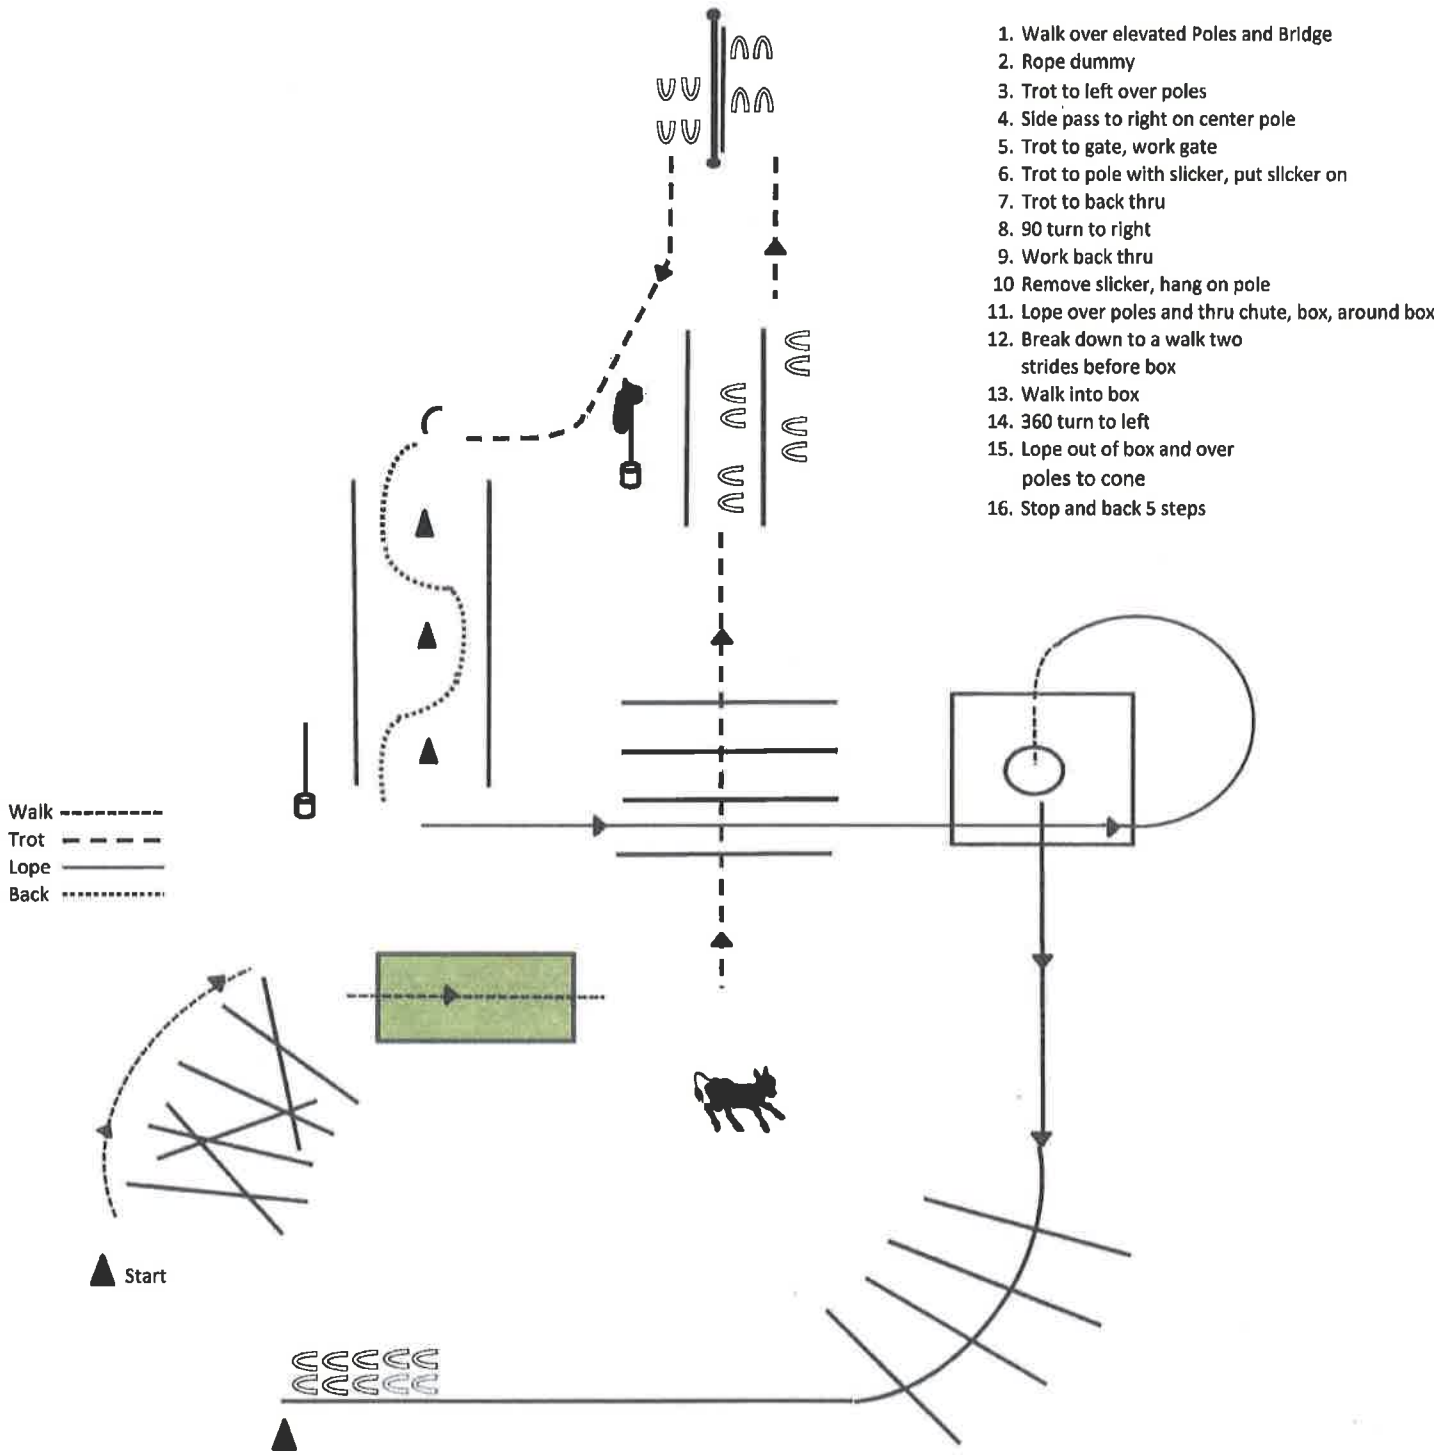 1. Walk over elevated Poles and Bridge
2. Rope dummy
3. Trot to left over poles
4. Side pass to right on center pole
5. Trot to gate, work gate
6. Trot to pole with slicker, put slicker on
7. Trot to back thru
8. 90 turn to right
9. Work back thru
10 Remove slicker, hang on pole
11. Lope over poles and thru chute, box, around box
12. Break down to a walk two
strides before box
13. Walk into box
14. 360 turn to left
15. Lope out of box and over
poles to cone
16. Stop and back 5 steps
Walk
Trot
Lope
Back
Start